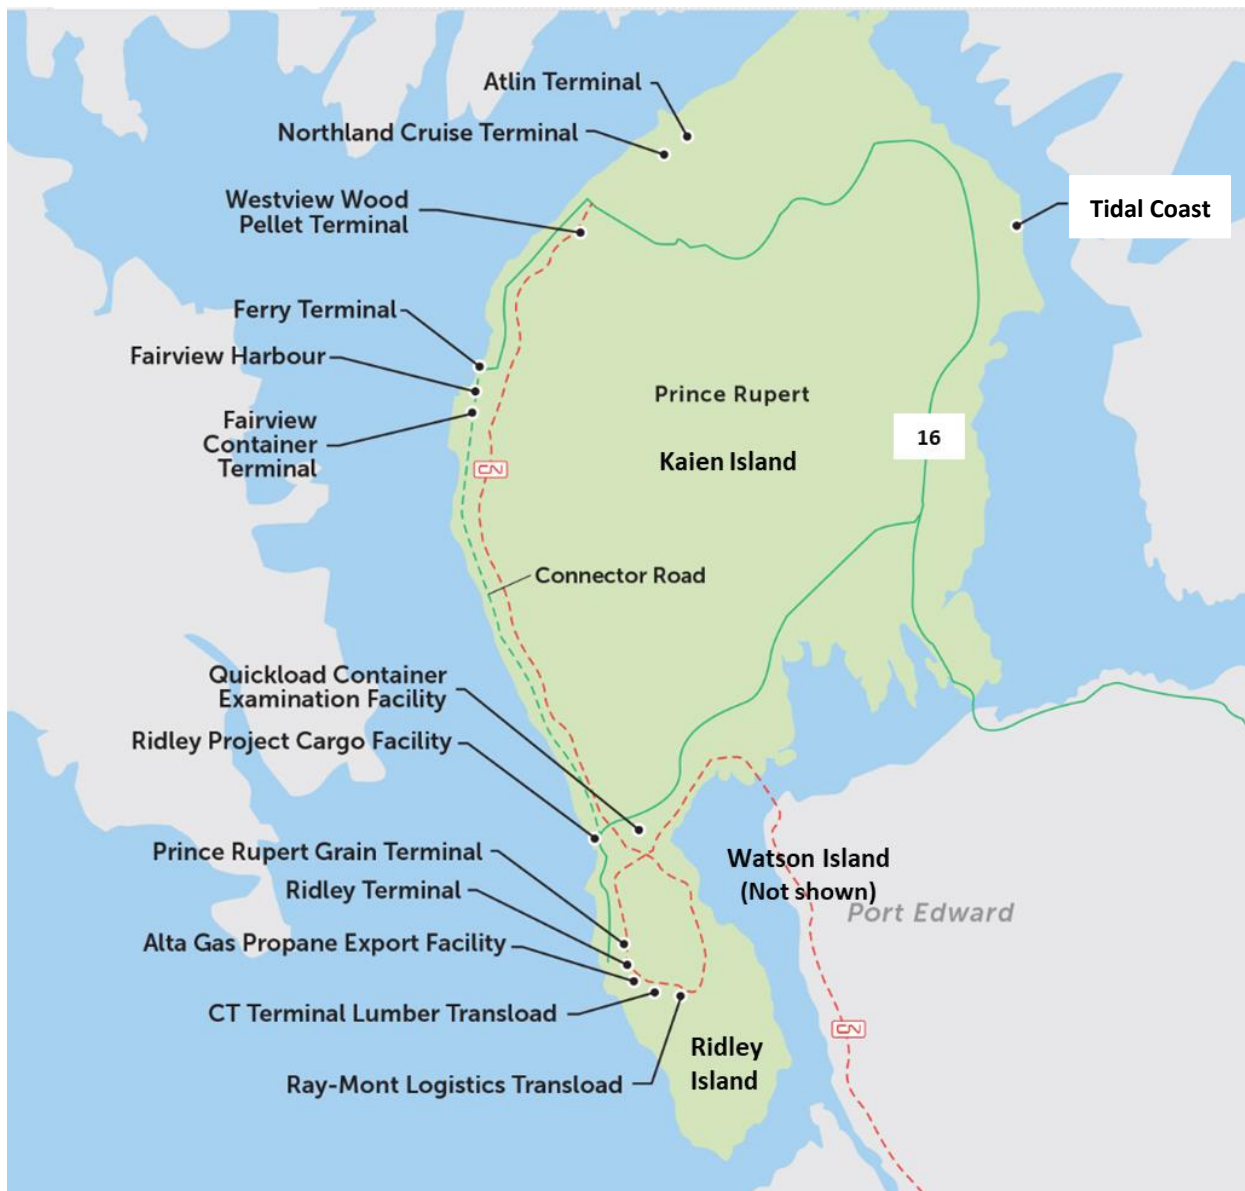 Atlin Terminal
Northland Cruise Terminal
Westview Wood
Pellet Terminal
Tidal Coast
Ferry Terminal
Fairview Harbour
Fairview
Container
Terminal
Prince Rupert
16
Kaien Island
Connector Road
Quickload Container
Examination Facility
Ridley Project Cargo Facility
Prince Rupert Grain Terminal
Watson Island
(Not shown)
Ridley Terminal
Port Edward
Alta Gas Propane Export Facility
CT Terminal Lumber Transload
Ridley
Island
Ray-Mont Logistics Transload